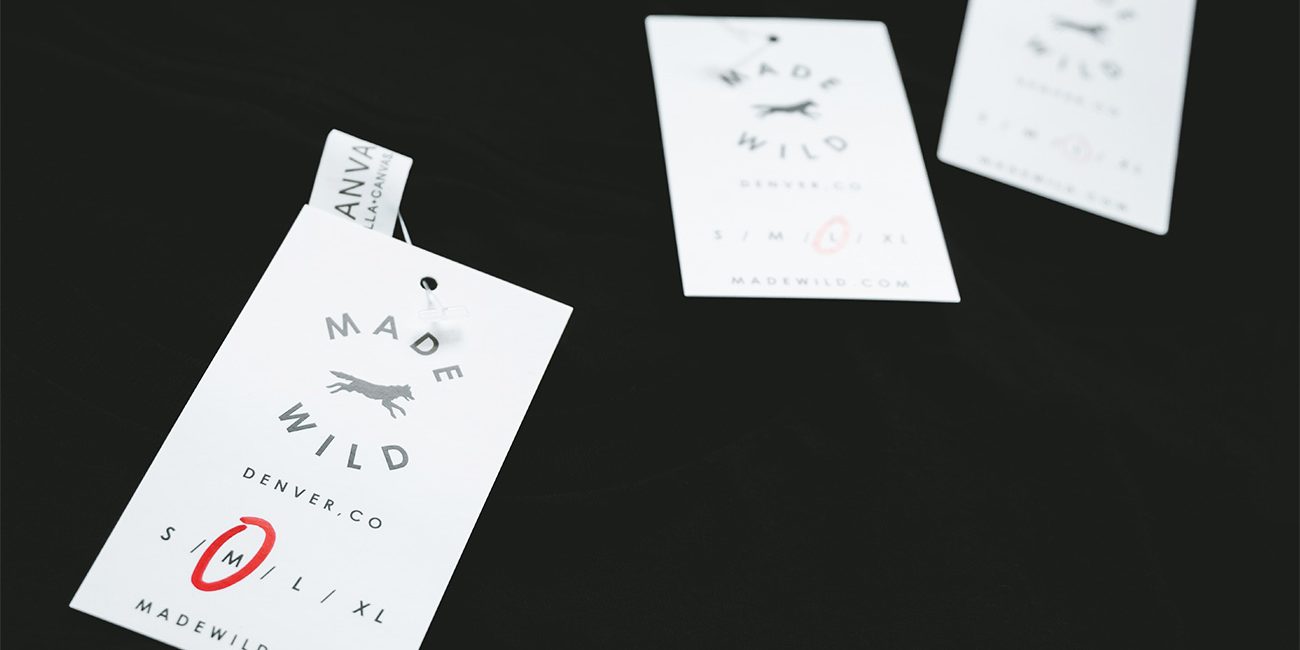 ANVA
LLA+CANVAS.
MADE
WILD
DENVER, CO
S / M / L / XL
MADEWILD
MADE
WILD
DENVER, CO
S / M / L / XL
MADEWILD.COM
WILD
DENVER, CO
S / M / L / XL
MADEWILD.COM